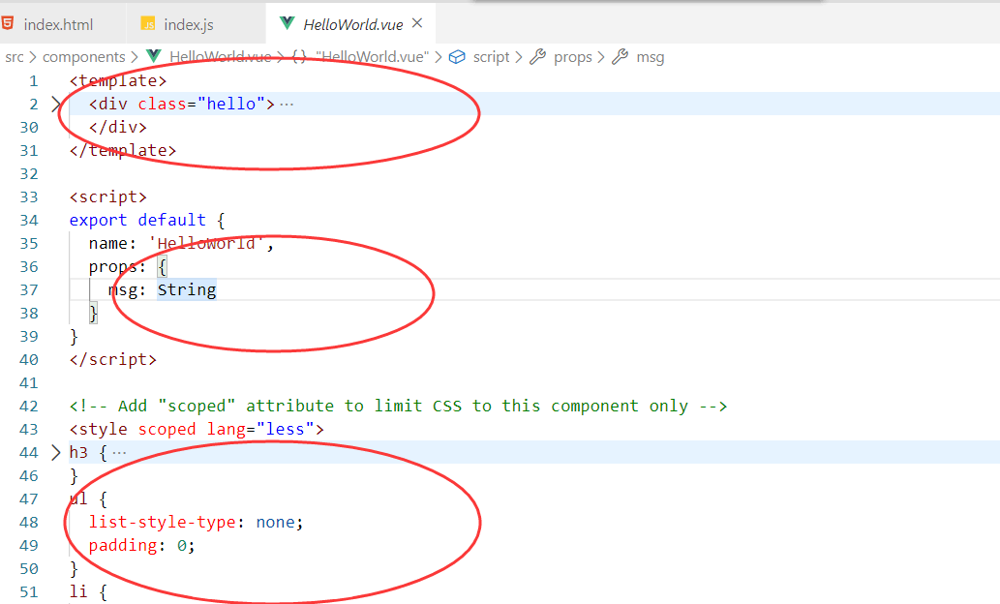 index.html JS index.js HelloWorld.vue
src > components > HelloWorld.vue > {} "HelloWorld.vue" > script > props > msg
1 <template>
2 <div class="hello"> ···
30 </div>
31 </template>
32
33 <script>
34 export default {
35 name: 'HelloWorld',
36 props: {
37 msg: String
38 }
39 }
40 </script>
41
42 <!-- Add "scoped" attribute to limit CSS to this component only -->
43 <style scoped lang="less">
44 h3 { ···
46 }
47 ul {
48 list-style-type: none;
49 padding: 0;
50 }
51 li {